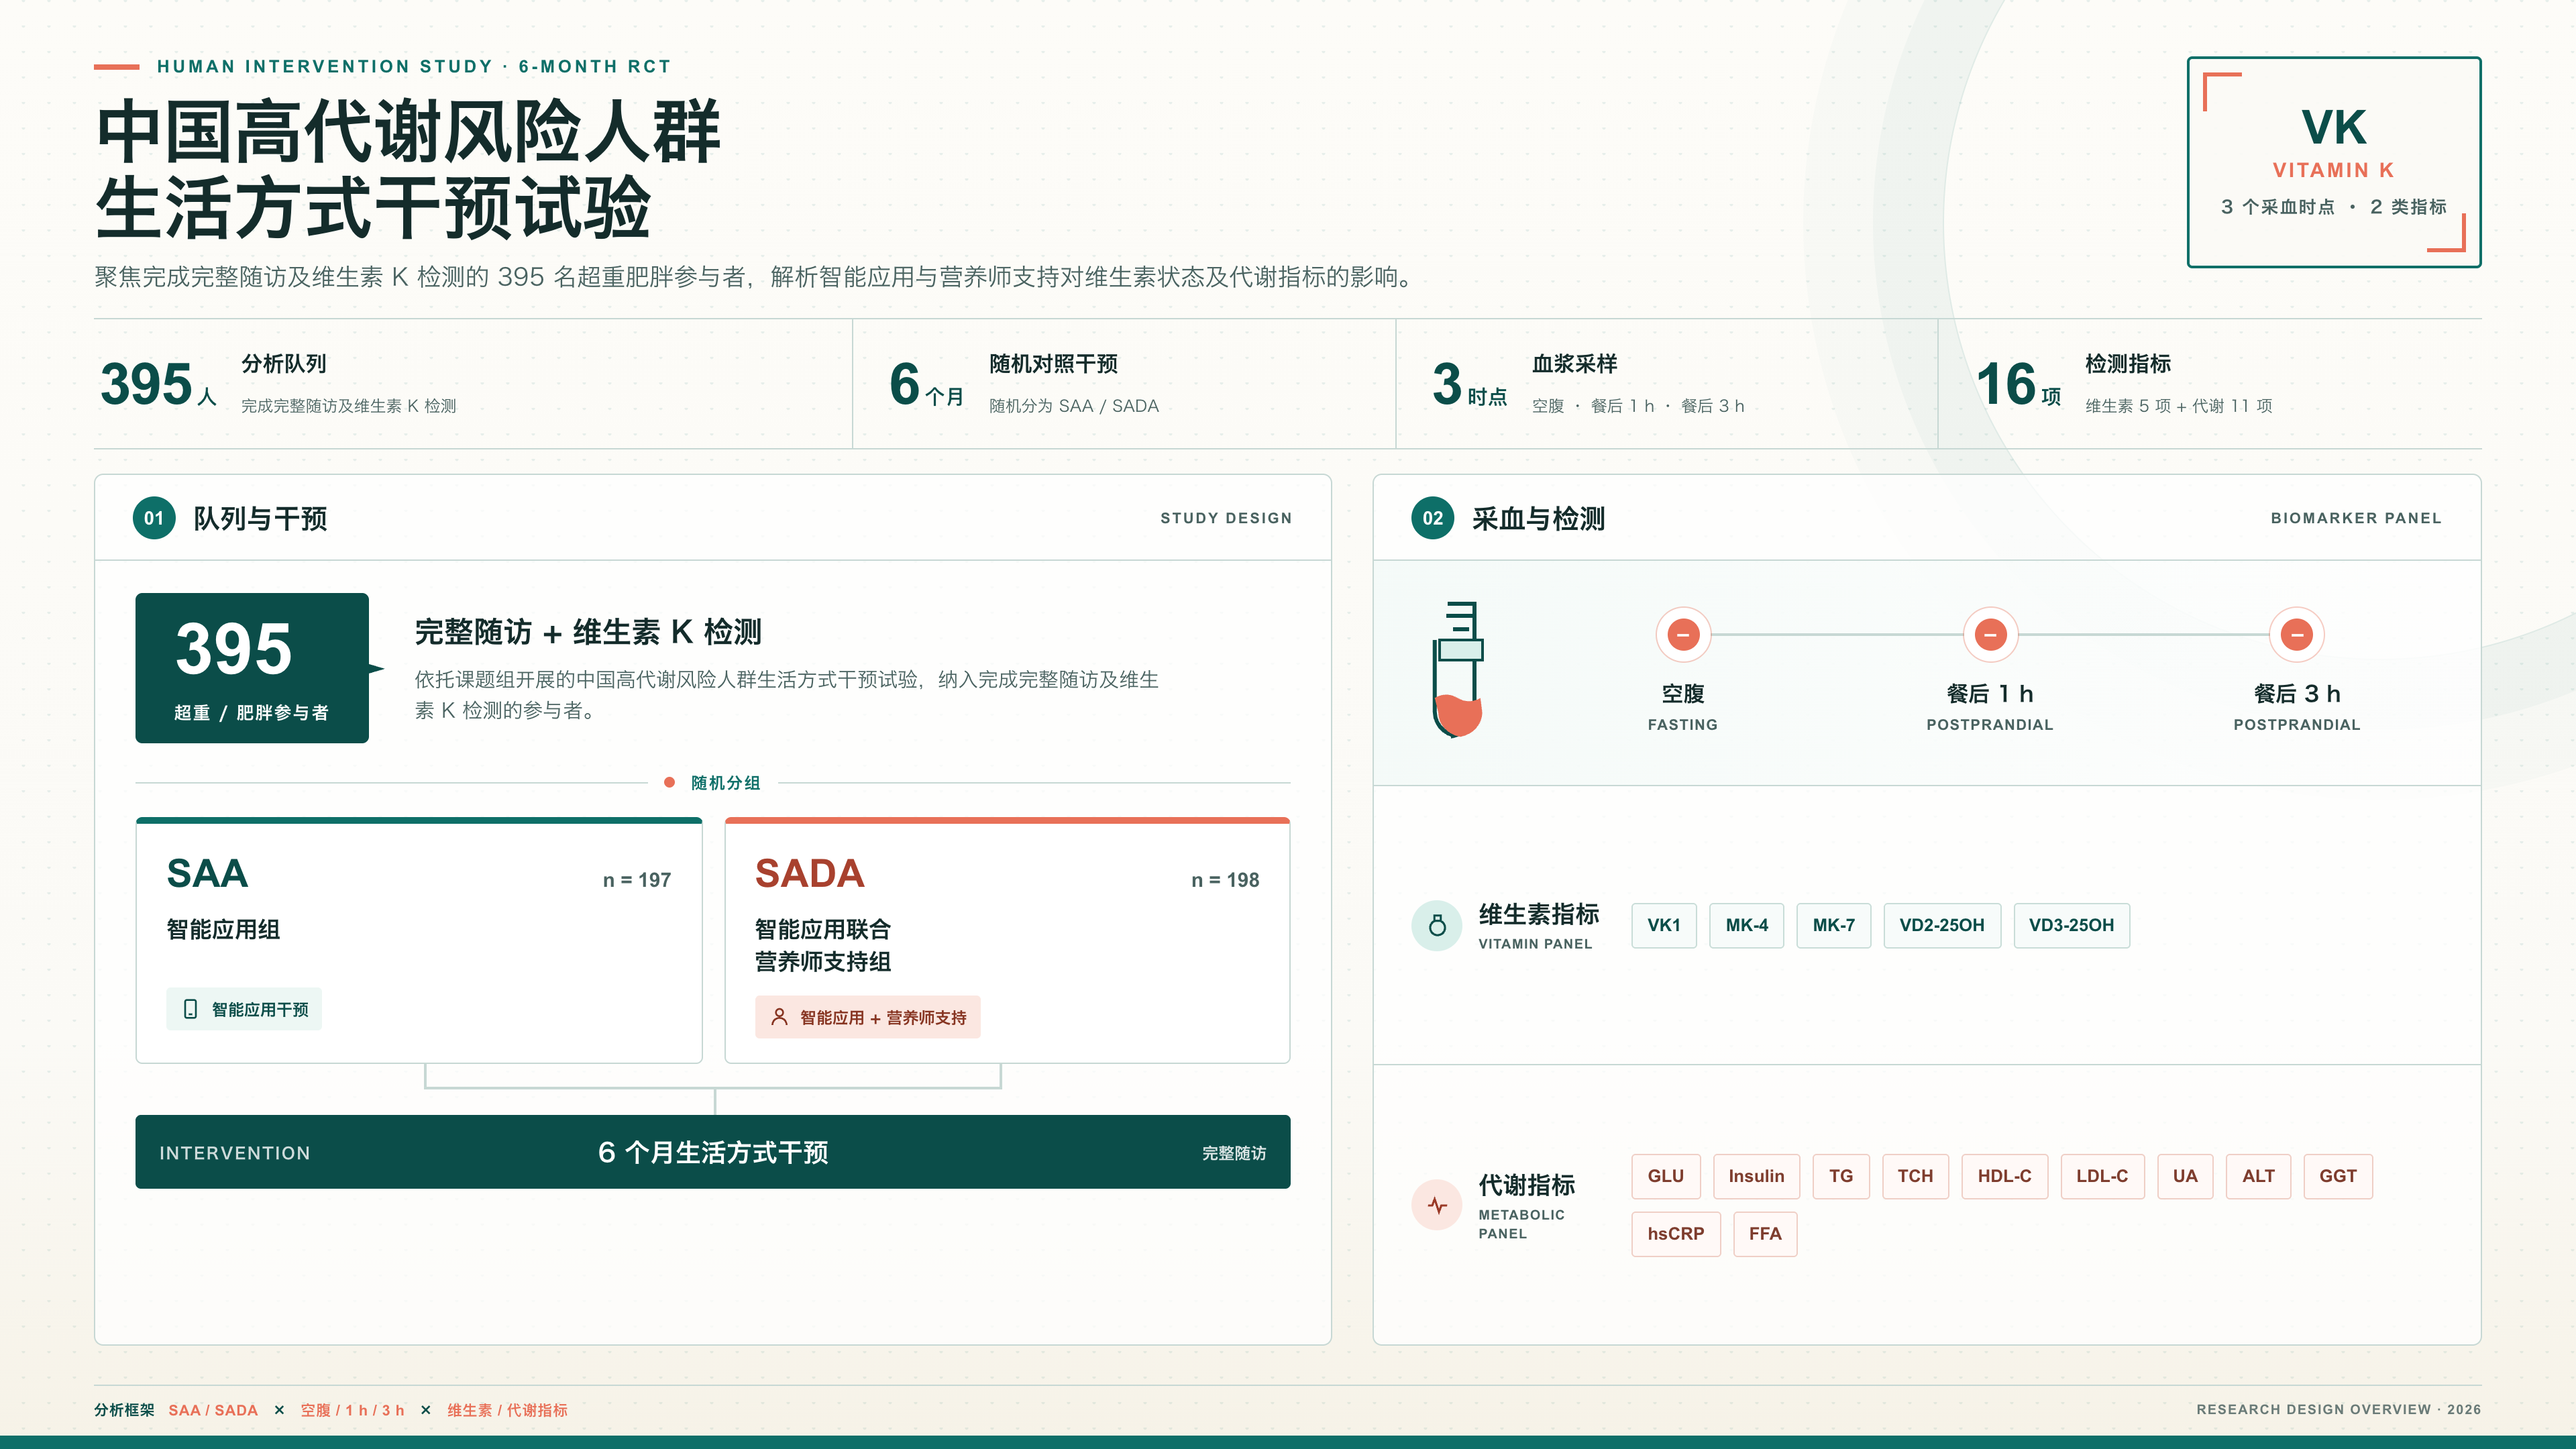 HUMAN INTERVENTION STUDY · 6-MONTH RCT
中国高代谢风险人群
生活方式干预试验
聚焦完成完整随访及维生素 K 检测的 395 名超重肥胖参与者，解析智能应用与营养师支持对维生素状态及代谢指标的影响。
VK
VITAMIN K
3 个采血时点 · 2 类指标
395 人
分析队列
完成完整随访及维生素 K 检测
6 个月
随机对照干预
随机分为 SAA / SADA
3 时点
血浆采样
空腹 · 餐后 1 h · 餐后 3 h
16 项
检测指标
维生素 5 项 + 代谢 11 项
01 队列与干预
STUDY DESIGN
395
超重 / 肥胖参与者
完整随访 + 维生素 K 检测
依托课题组开展的中国高代谢风险人群生活方式干预试验，纳入完成完整随访及维生
素 K 检测的参与者。
随机分组
SAA
n = 197
智能应用组
智能应用干预
SADA
n = 198
智能应用联合
营养师支持组
智能应用 + 营养师支持
INTERVENTION
6 个月生活方式干预
完整随访
02 采血与检测
BIOMARKER PANEL
空腹
FASTING
餐后 1 h
POSTPRANDIAL
餐后 3 h
POSTPRANDIAL
维生素指标
VITAMIN PANEL
VK1 MK-4 MK-7 VD2-25OH VD3-25OH
代谢指标
METABOLIC
PANEL
GLU Insulin TG TCH HDL-C LDL-C UA ALT GGT
hsCRP FFA
分析框架 SAA / SADA × 空腹 / 1 h / 3 h × 维生素 / 代谢指标
RESEARCH DESIGN OVERVIEW · 2026